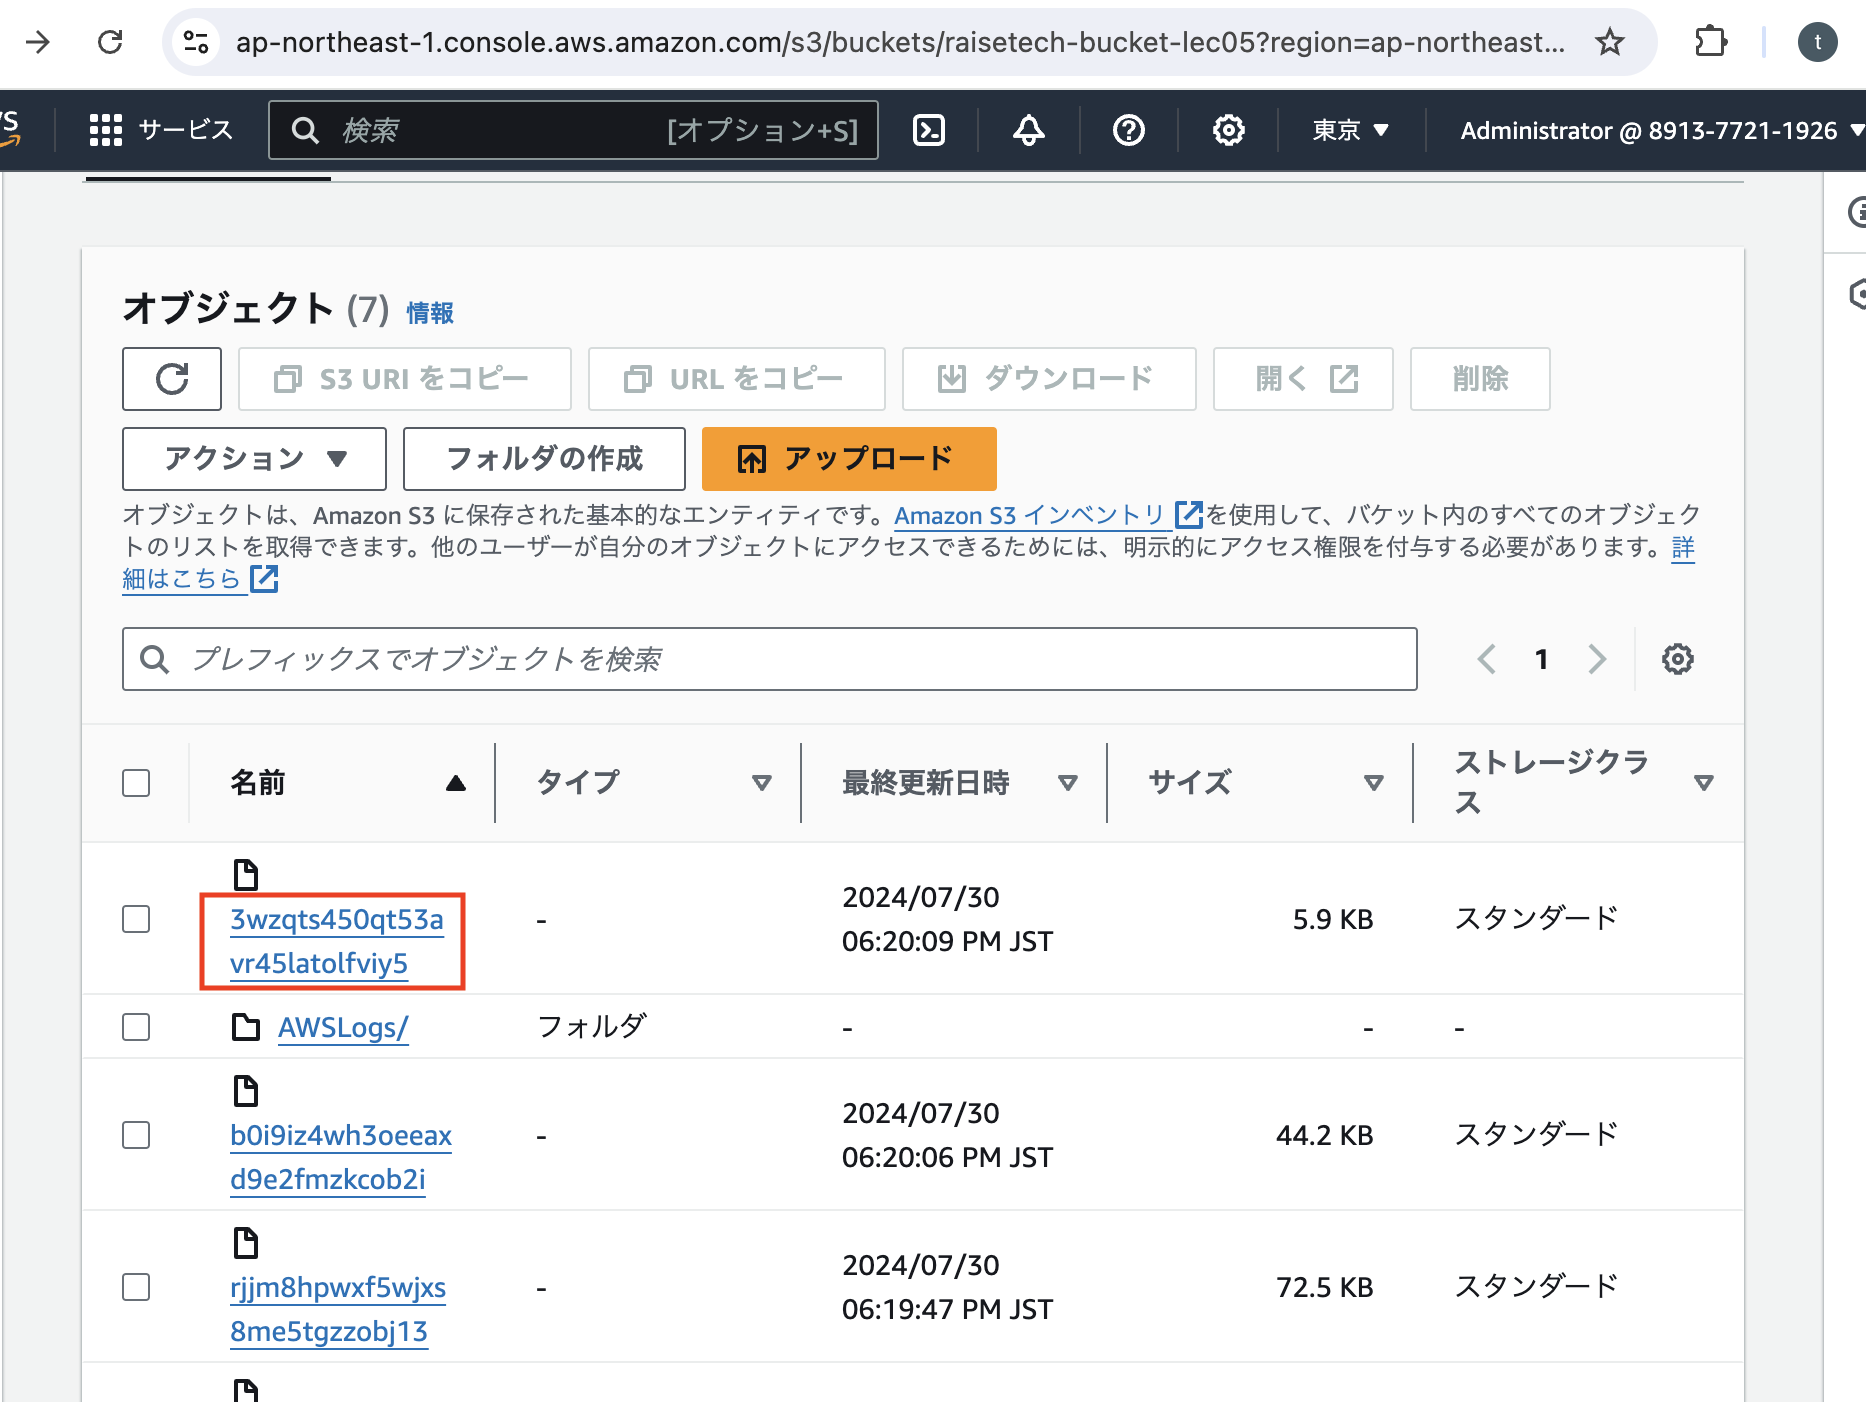 ap-northeast-1.console.aws.amazon.com/s3/buckets/raisetech-bucket-lec05?region=ap-northeast...
t
サービス
検索
[オプション+S]
東京
Administrator @ 8913-7721-1926
オブジェクト (7) 情報
S3 URI をコピー
URL をコピー
ダウンロード
開く
削除
アクション
フォルダの作成
アップロード
オブジェクトは、Amazon S3 に保存された基本的なエンティティです。Amazon S3 インベントリ を使用して、バケット内のすべてのオブジェク
トのリストを取得できます。他のユーザーが自分のオブジェクトにアクセスできるためには、明示的にアクセス権限を付与する必要があります。詳
細はこちら
プレフィックスでオブジェクトを検索
1
名前
タイプ
最終更新日時
サイズ
ストレージクラ
ス
3wzqts450qt53a
vr45latolfviy5
-
2024/07/30
06:20:09 PM JST
5.9 KB
スタンダード
AWSLogs/
フォルダ
-
-
-
b0i9iz4wh3oeeax
d9e2fmzkcob2i
-
2024/07/30
06:20:06 PM JST
44.2 KB
スタンダード
rjjm8hpwxf5wjxs
8me5tgzzobj13
-
2024/07/30
06:19:47 PM JST
72.5 KB
スタンダード